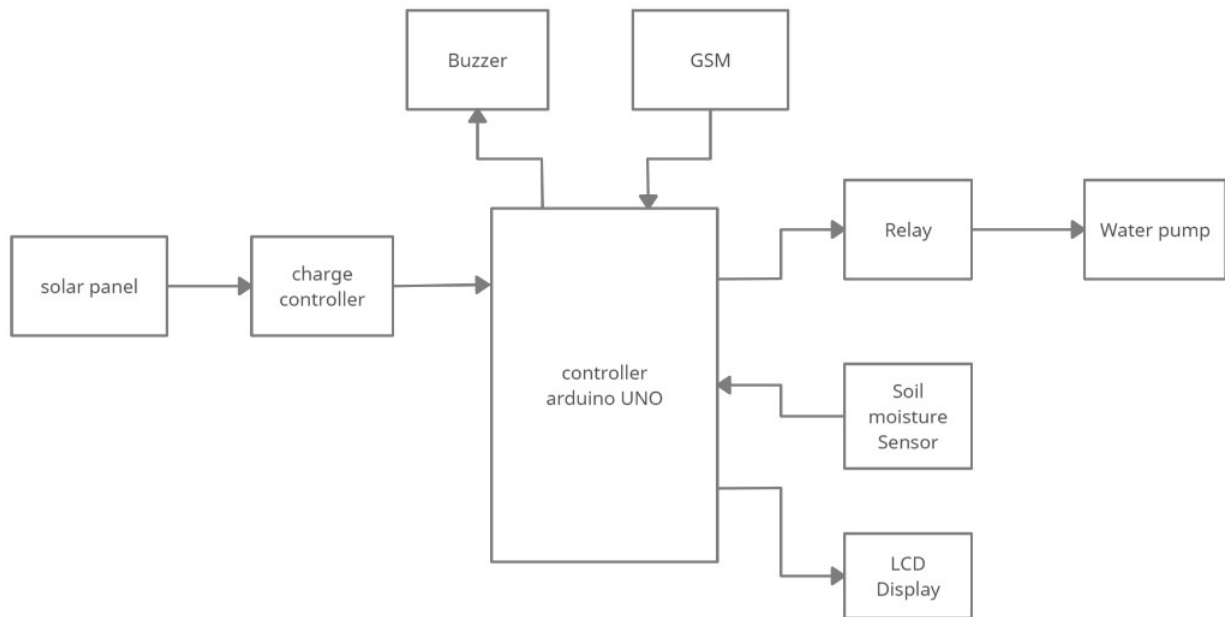 Buzzer
GSM
Relay
Water pump
solar panel
charge
controller
controller
arduino UNO
Soil
moisture
Sensor
LCD
Display